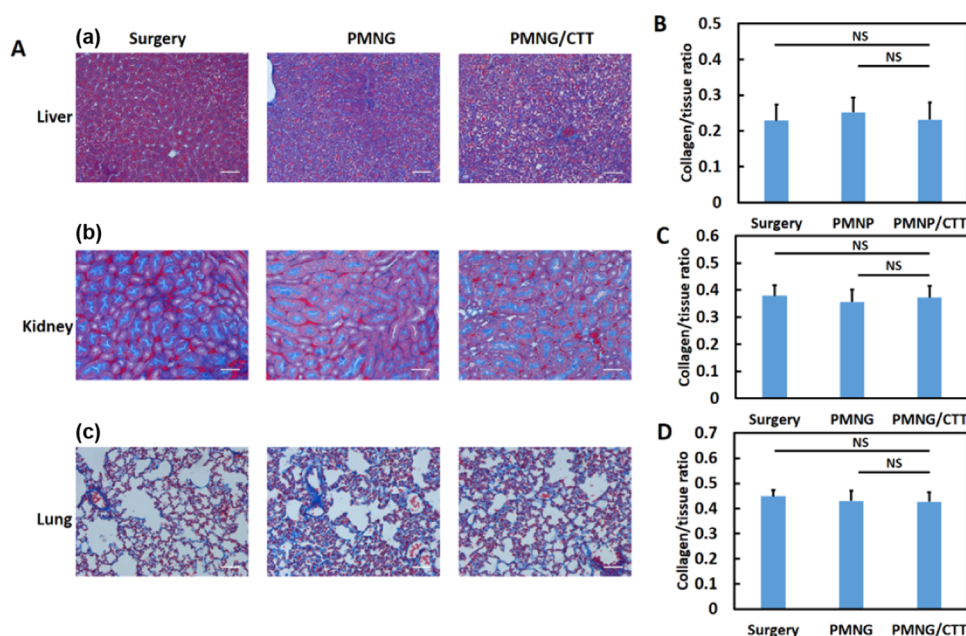 A
(a)
Surgery
PMNG
PMNG/CTT
Liver
(b)
Kidney
(c)
Lung
B
Collagen/tissue ratio
0.5
0.4
0.3
0.2
0.1
0
NS
NS
Surgery
PMNP
PMNP/CTT
C
Collagen/tissue ratio
0.6
0.5
0.4
0.3
0.2
0.1
0
NS
NS
Surgery
PMNG
PMNG/CTT
D
Collagen/tissue ratio
0.7
0.6
0.5
0.4
0.3
0.2
0.1
0
NS
NS
Surgery
PMNG
PMNG/CTT